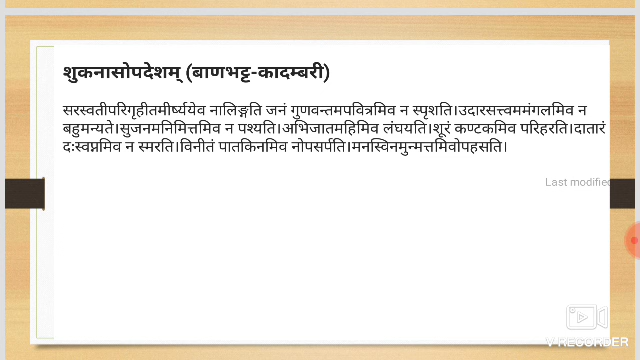 शुकनासोपदेशम् (बाणभट्ट-कादम्बरी)
सरस्वतीपरिगृहीतमीर्ष्ययेव नालिङ्गति जनं गुणवन्तमपवित्रमिव न स्पृशति।उदारसत्त्वममंगलमिव न
बहुमन्यते।सुजनमनिमित्तमिव न पश्यति।अभिजातमहिमिव लंघयति।शूरं कण्टकमिव परिहरति।दातारं
दःस्वप्नमिव न स्मरति।विनीतं पातकिनमिव नोपसर्पति।मनस्विनमुन्मत्तमिवोपहसति।
Last modified
V RECORDER